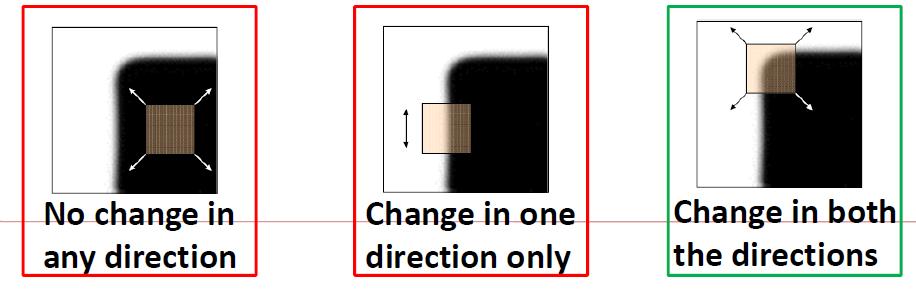 No change in
any direction
Change in one
direction only
Change in both
the directions